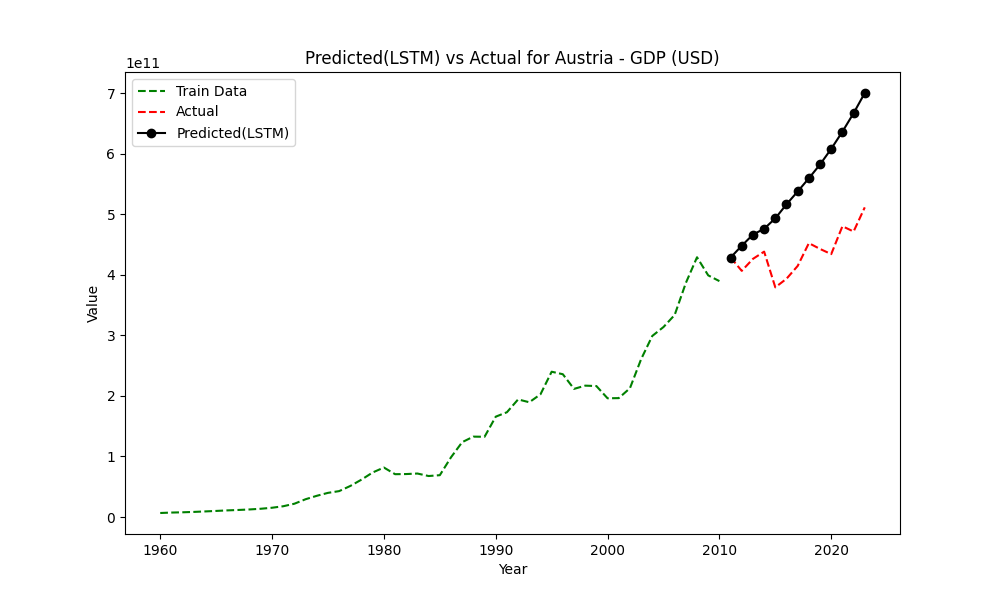 Predicted(LSTM) vs Actual for Austria - GDP (USD)
1e11
Train Data
Actual
Predicted(LSTM)
7
6
5
4
3
2
1
0
Value
1960 1970 1980 1990 2000 2010 2020
Year